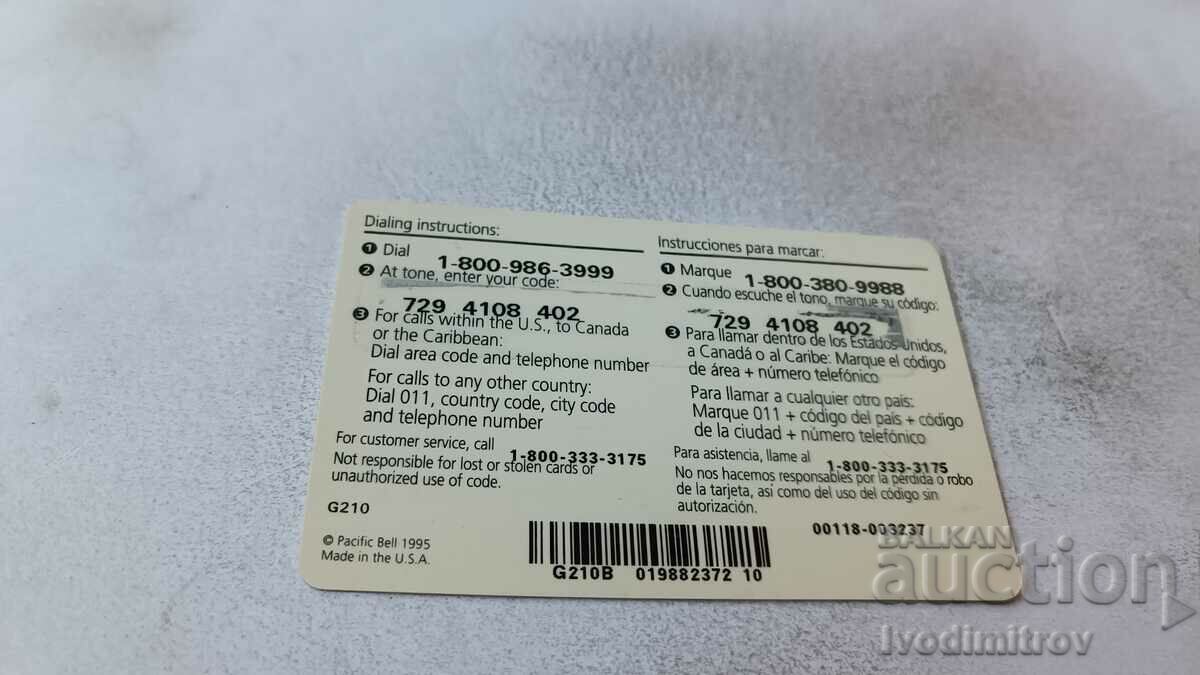 Dialing instructions:
❶ Dial 1-800-986-3999
❷ At tone, enter your code:
729 4108 402
❸ For calls within the U.S., to Canada
or the Caribbean:
Dial area code and telephone number
For calls to any other country:
Dial 011, country code, city code
and telephone number
For customer service, call 1-800-333-3175
Not responsible for lost or stolen cards or
unauthorized use of code.
G210
© Pacific Bell 1995
Made in the U.S.A.
Instrucciones para marcar:
❶ Marque 1-800-380-9988
❷ Cuando escuche el tono, marque su código:
729 4108 402
❸ Para llamar dentro de los Estados Unidos,
a Canadá o al Caribe: Marque el código
de área + número telefónico
Para llamar a cualquier otro país:
Marque 011 + código del país + código
de la ciudad + número telefónico
Para asistencia, llame al 1-800-333-3175
No nos hacemos responsables por la pérdida o robo
de la tarjeta, así como del uso del código sin
autorización.
00118-003237
G210B 019882372 10
BALKAN
auction
Ivodimitrov